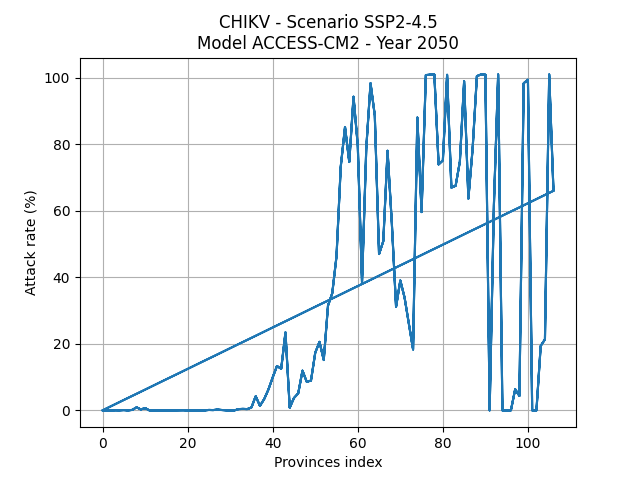 CHIKV - Scenario SSP2-4.5
Model ACCESS-CM2 - Year 2050
100
80
60
40
20
0
Attack rate (%)
0 20 40 60 80 100
Provinces index